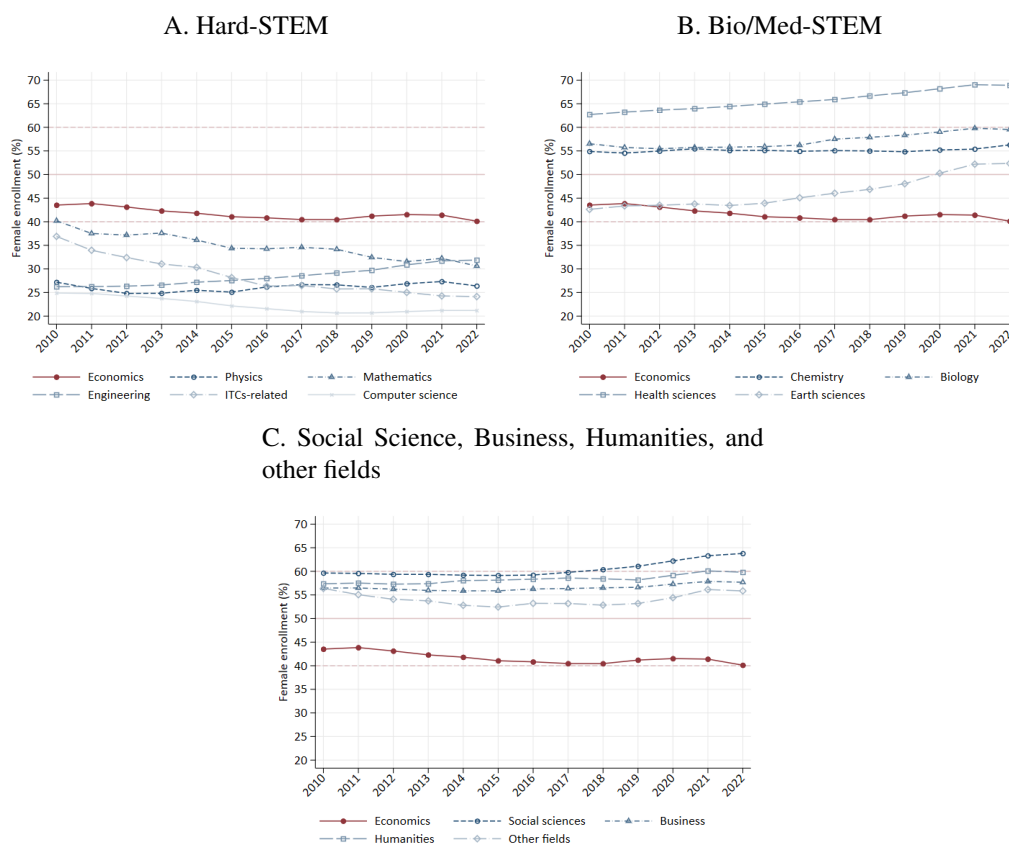 A. Hard-STEM
Female enrollment (%)
70
65
60
55
50
45
40
35
30
25
20
2010 2011 2012 2013 2014 2015 2016 2017 2018 2019 2020 2021 2022
Economics Physics Mathematics
Engineering ITCs-related Computer science
B. Bio/Med-STEM
Female enrollment (%)
70
65
60
55
50
45
40
35
30
25
20
2010 2011 2012 2013 2014 2015 2016 2017 2018 2019 2020 2021 2022
Economics Chemistry Biology
Health sciences Earth sciences
C. Social Science, Business, Humanities, and
other fields
Female enrollment (%)
70
65
60
55
50
45
40
35
30
25
20
2010 2011 2012 2013 2014 2015 2016 2017 2018 2019 2020 2021 2022
Economics Social sciences Business
Humanities Other fields